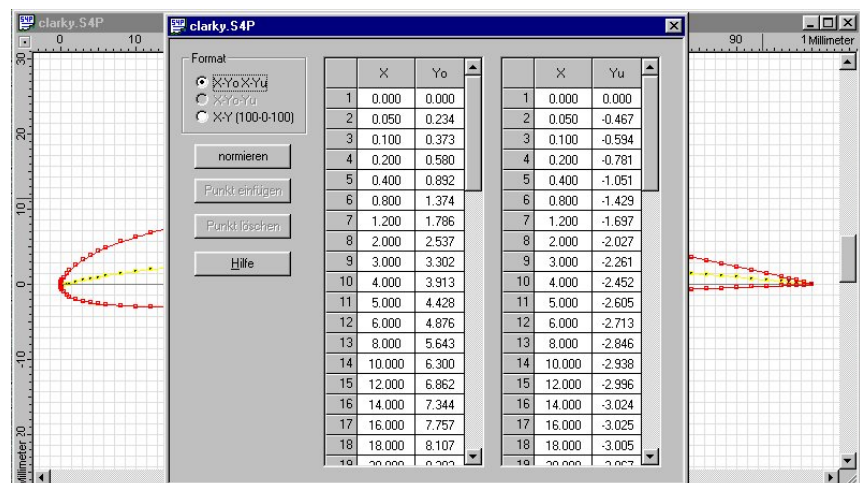 clarky.S4P
0 10 90 1 Millimeter
30
20
10
0
-10
Millimeter 20
clarky.S4P
Format
X-Yo X-Yu
X-Yo-Yu
X-Y (100-0-100)
normieren
Punkt einfügen
Punkt löschen
Hilfe
X Yo
1 0.000 0.000
2 0.050 0.234
3 0.100 0.373
4 0.200 0.580
5 0.400 0.892
6 0.800 1.374
7 1.200 1.786
8 2.000 2.537
9 3.000 3.302
10 4.000 3.913
11 5.000 4.428
12 6.000 4.876
13 8.000 5.643
14 10.000 6.300
15 12.000 6.862
16 14.000 7.344
17 16.000 7.757
18 18.000 8.107
19 20.000
X Yu
1 0.000 0.000
2 0.050 -0.467
3 0.100 -0.594
4 0.200 -0.781
5 0.400 -1.051
6 0.800 -1.429
7 1.200 -1.697
8 2.000 -2.027
9 3.000 -2.261
10 4.000 -2.452
11 5.000 -2.605
12 6.000 -2.713
13 8.000 -2.846
14 10.000 -2.938
15 12.000 -2.996
16 14.000 -3.024
17 16.000 -3.025
18 18.000 -3.005
19 20.000